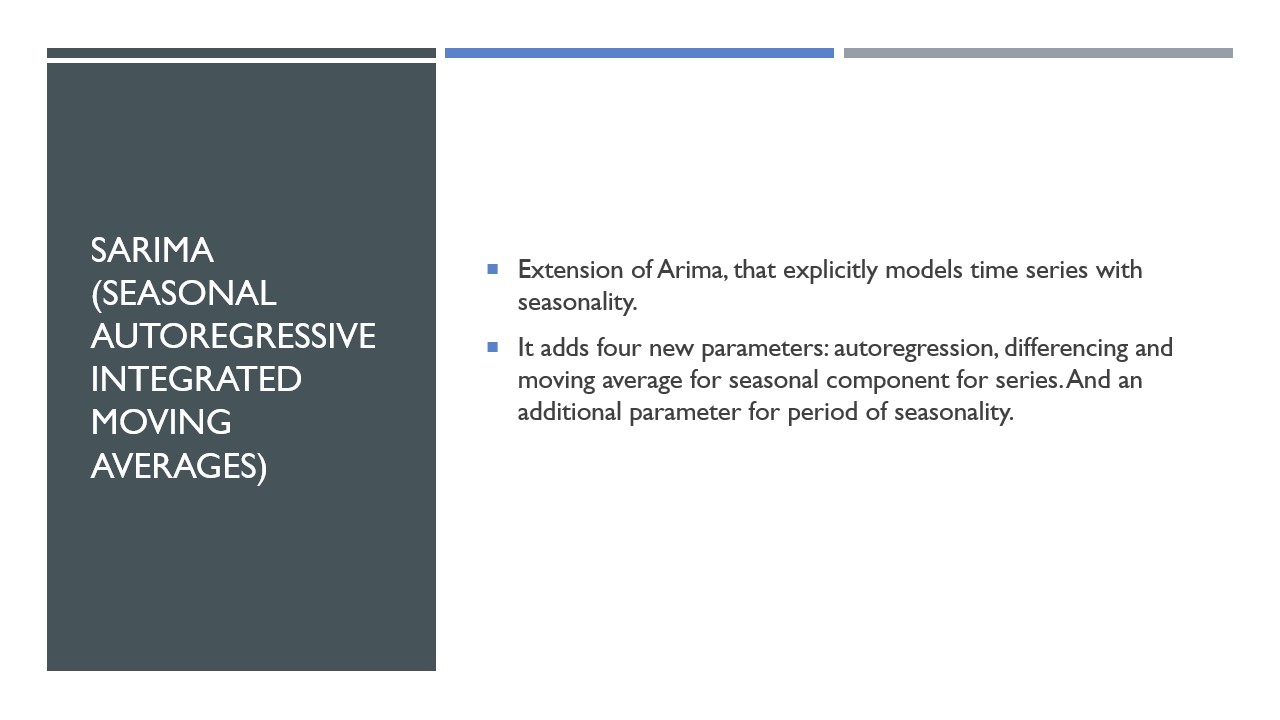 SARIMA
(SEASONAL
AUTOREGRESSIVE
INTEGRATED
MOVING
AVERAGES)
Extension of Arima, that explicitly models time series with
seasonality.
It adds four new parameters: autoregression, differencing and
moving average for seasonal component for series. And an
additional parameter for period of seasonality.